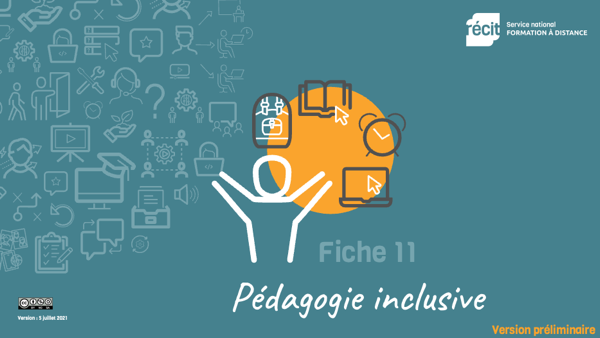 récit
Service national
FORMATION À DISTANCE
Fiche 11
Pédagogie inclusive
Version : 5 juillet 2021
Version préliminaire